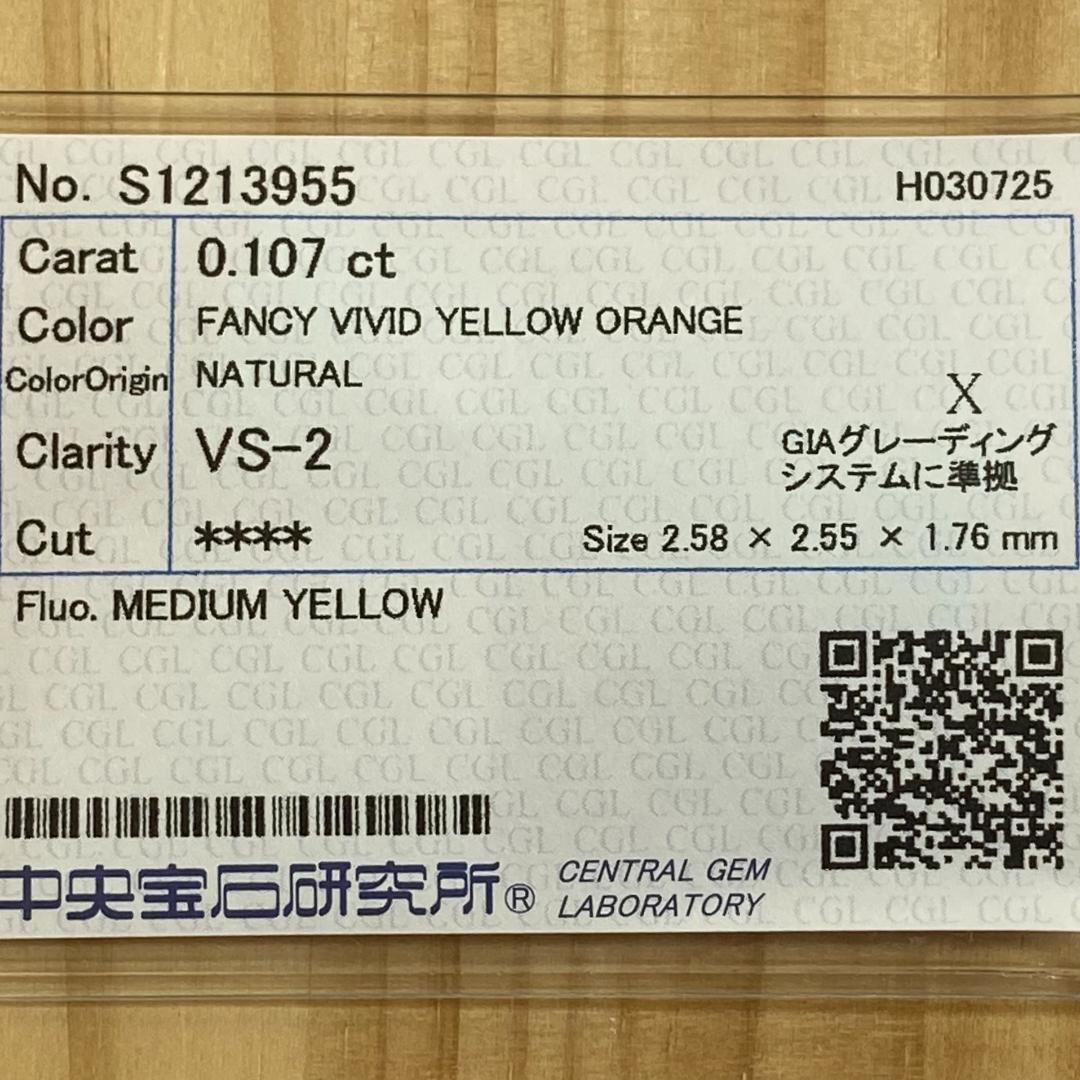 No. S1213955 H030725
Carat 0.107 ct
Color FANCY VIVID YELLOW ORANGE
ColorOrigin NATURAL
X
Clarity VS-2 GIAグレーディング
システムに準拠
Cut **** Size 2.58 × 2.55 × 1.76 mm
Fluo. MEDIUM YELLOW
中央宝石研究所® CENTRAL GEM
LABORATORY